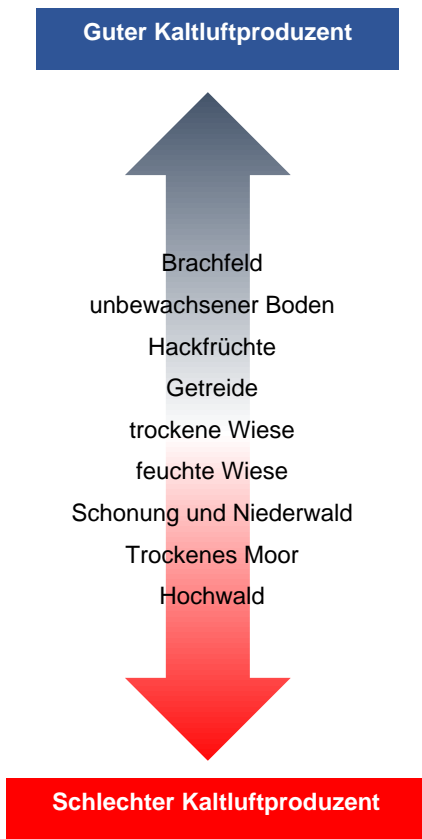 Guter Kaltluftproduzent
Brachfeld
unbewachsener Boden
Hackfrüchte
Getreide
trockene Wiese
feuchte Wiese
Schonung und Niederwald
Trockenes Moor
Hochwald
Schlechter Kaltluftproduzent